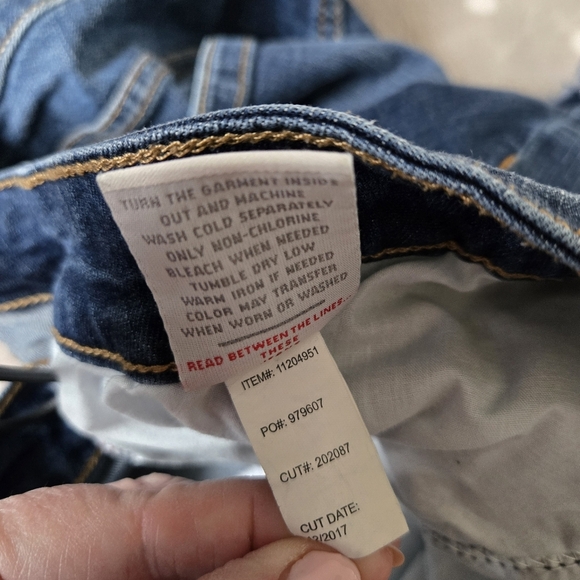 TURN THE GARMENT INSIDE
OUT AND MACHINE
WASH COLD SEPARATELY
ONLY NON-CHLORINE
BLEACH WHEN NEEDED
TUMBLE DRY LOW
WARM IRON IF NEEDED
COLOR MAY TRANSFER
WHEN WORN OR WASHED
READ BETWEEN THE LINES...
THESE
ITEM#: 11204951
PO#: 979607
CUT#: 202087
CUT DATE:
/2017